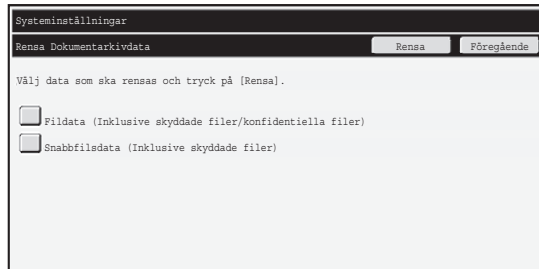 Systeminställningar
Rensa Dokumentarkivdata Rensa Föregående
Välj data som ska rensas och tryck på [Rensa].
Fildata (Inklusive skyddade filer/konfidentiella filer)
Snabbfilsdata (Inklusive skyddade filer)